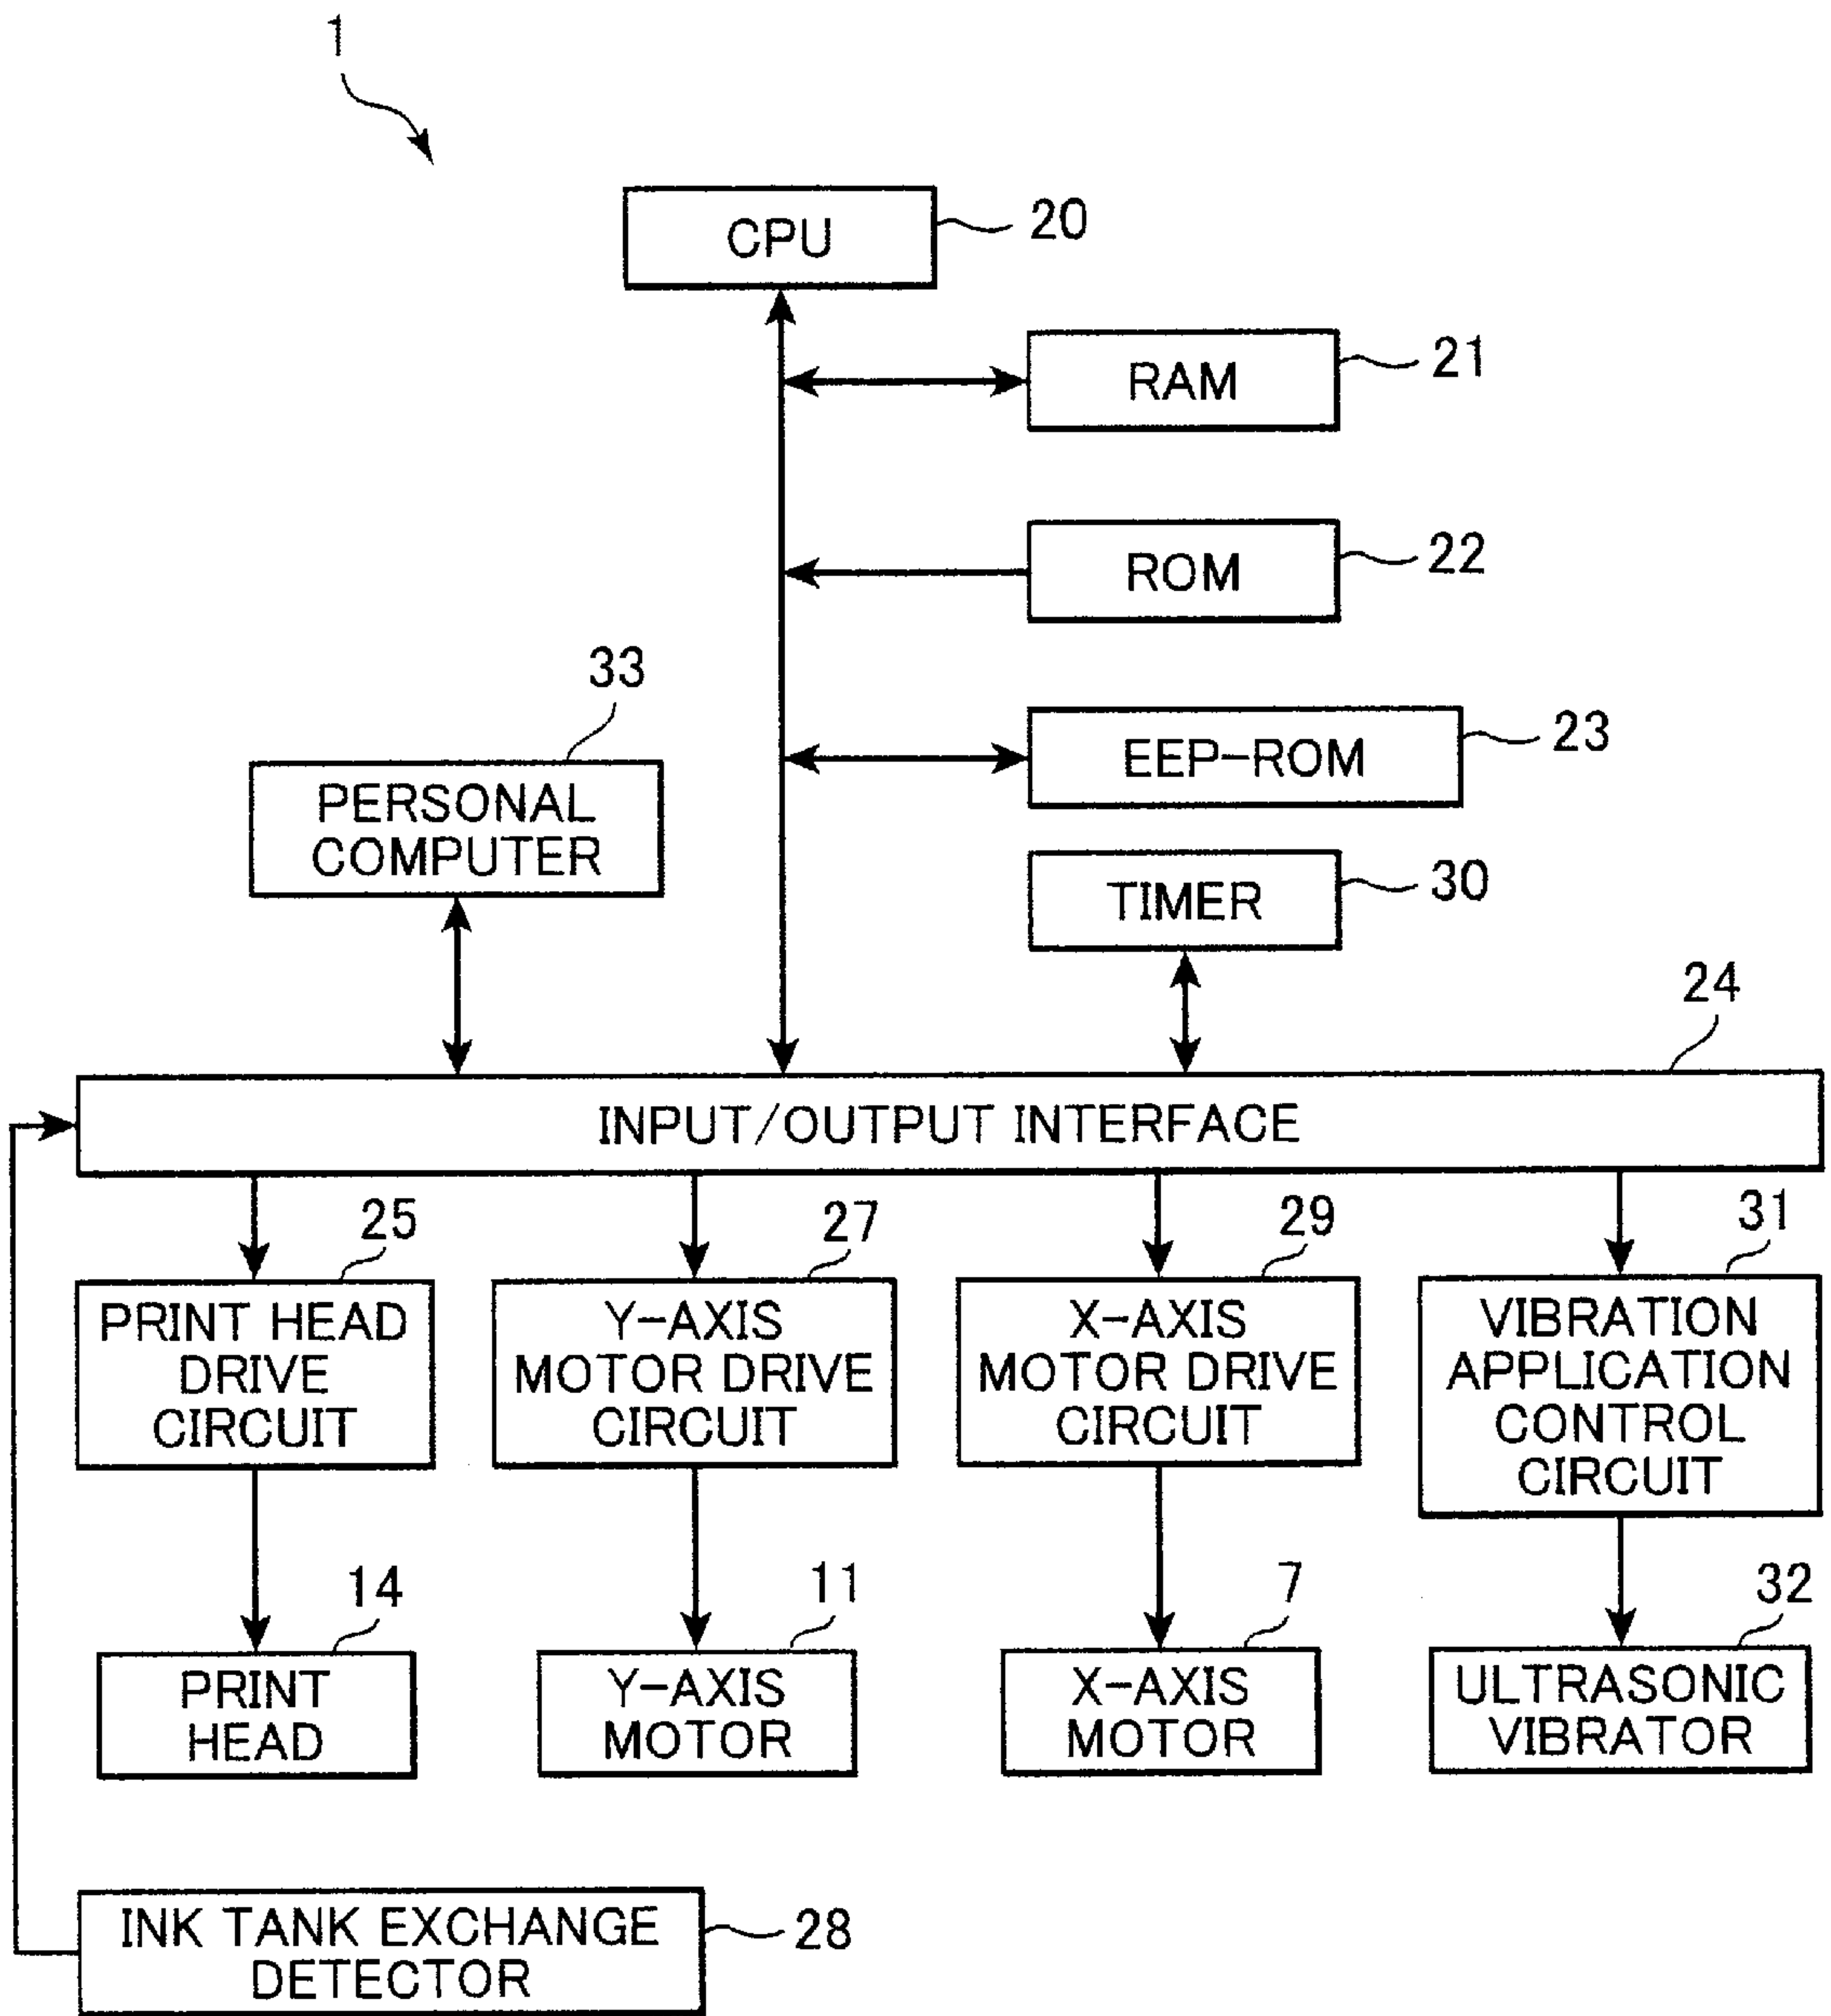 1
CPU
20
RAM
21
ROM
22
EEP-ROM
23
33
PERSONAL
COMPUTER
TIMER
30
24
INPUT/OUTPUT INTERFACE
25
PRINT HEAD
DRIVE
CIRCUIT
27
Y-AXIS
MOTOR DRIVE
CIRCUIT
29
X-AXIS
MOTOR DRIVE
CIRCUIT
31
VIBRATION
APPLICATION
CONTROL
CIRCUIT
14
PRINT
HEAD
11
Y-AXIS
MOTOR
7
X-AXIS
MOTOR
32
ULTRASONIC
VIBRATOR
INK TANK EXCHANGE
DETECTOR
28